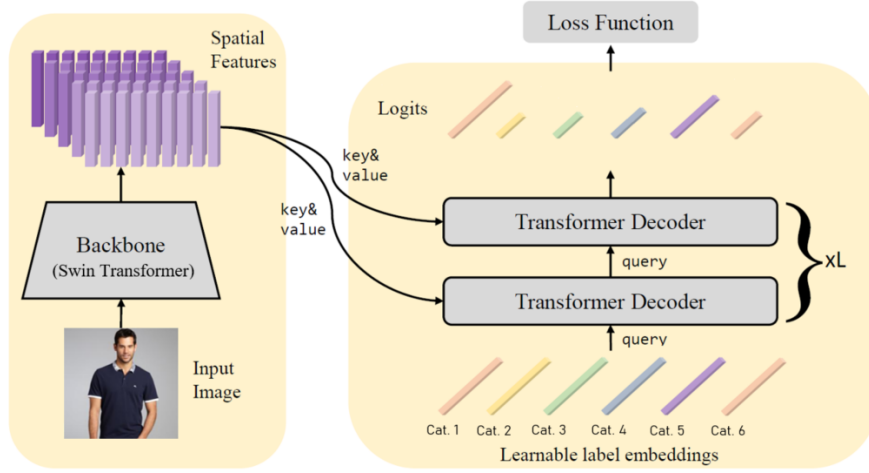 Spatial
Features
Backbone
(Swin Transformer)
Input
Image
key&
value
key&
value
Loss Function
Logits
Transformer Decoder
query
Transformer Decoder
query
xL
Cat. 1 Cat. 2 Cat. 3 Cat. 4 Cat. 5 Cat. 6
Learnable label embeddings